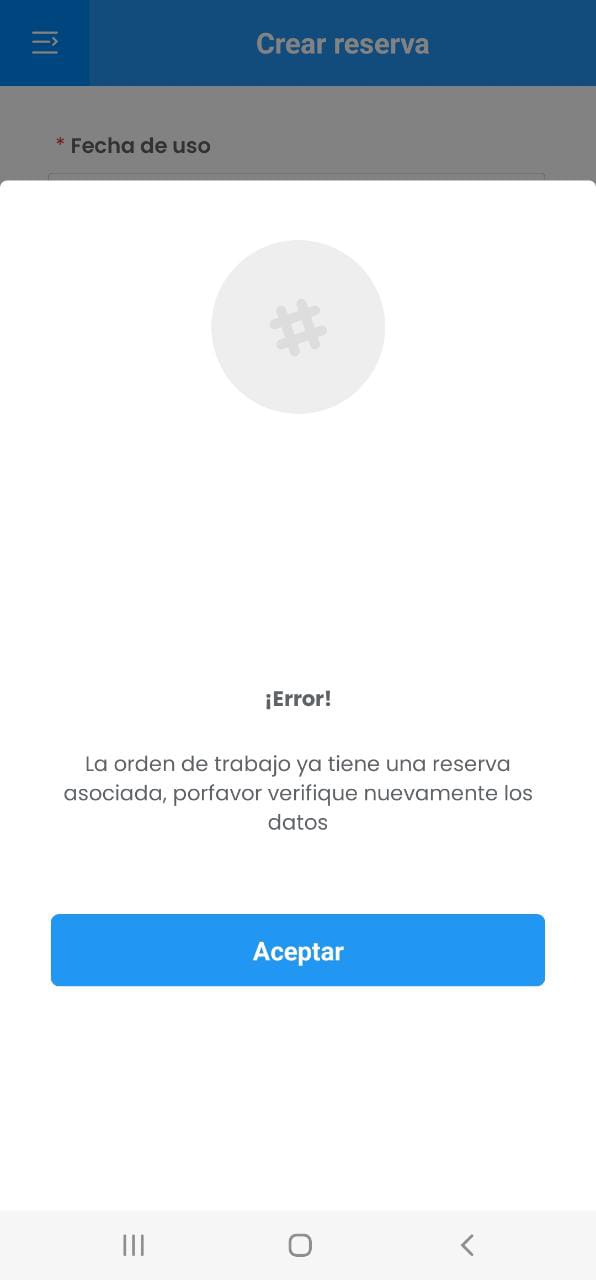 Crear reserva
* Fecha de uso
¡Error!
La orden de trabajo ya tiene una reserva
asociada, porfavor verifique nuevamente los
datos
Aceptar